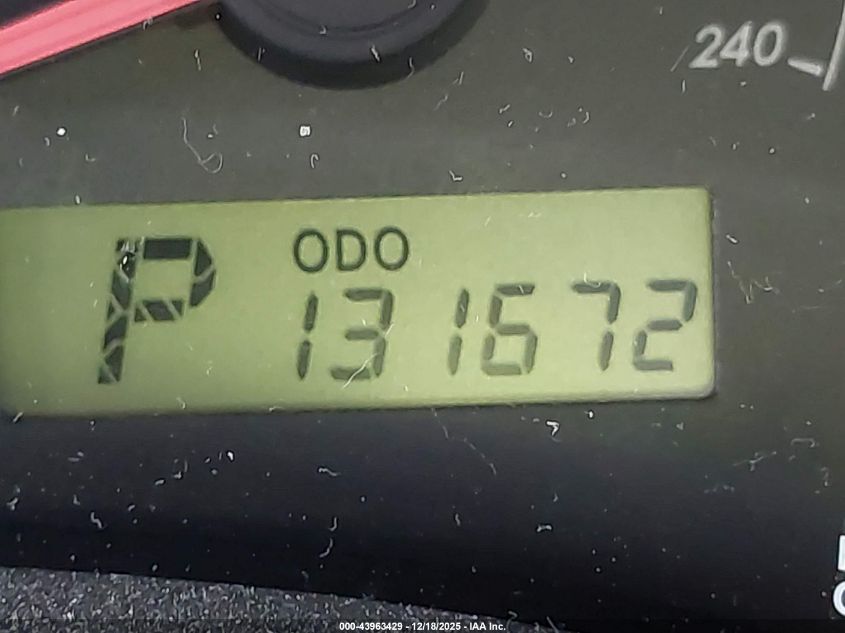 240
P ODO
131672
000-43963429 - 12/18/2025 - IAA Inc.